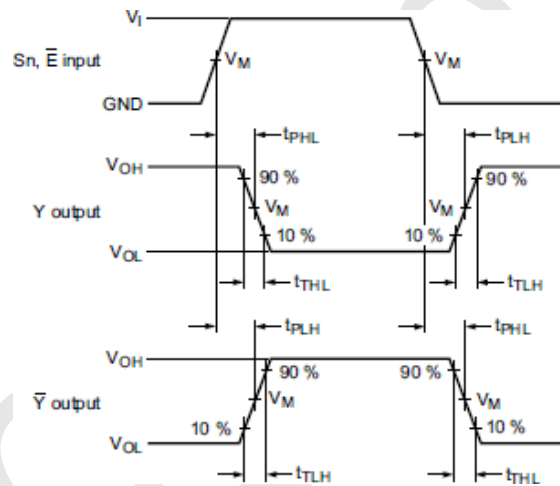 VI
Sn, E̅ input
VM
VM
GND
tPHL
tPLH
VOH
90 %
90 %
Y output
VM
VM
10 %
10 %
VOL
tTHL
tTLH
tPLH
tPHL
VOH
90 %
90 %
Y̅ output
VM
VM
10 %
10 %
VOL
tTLH
tTHL